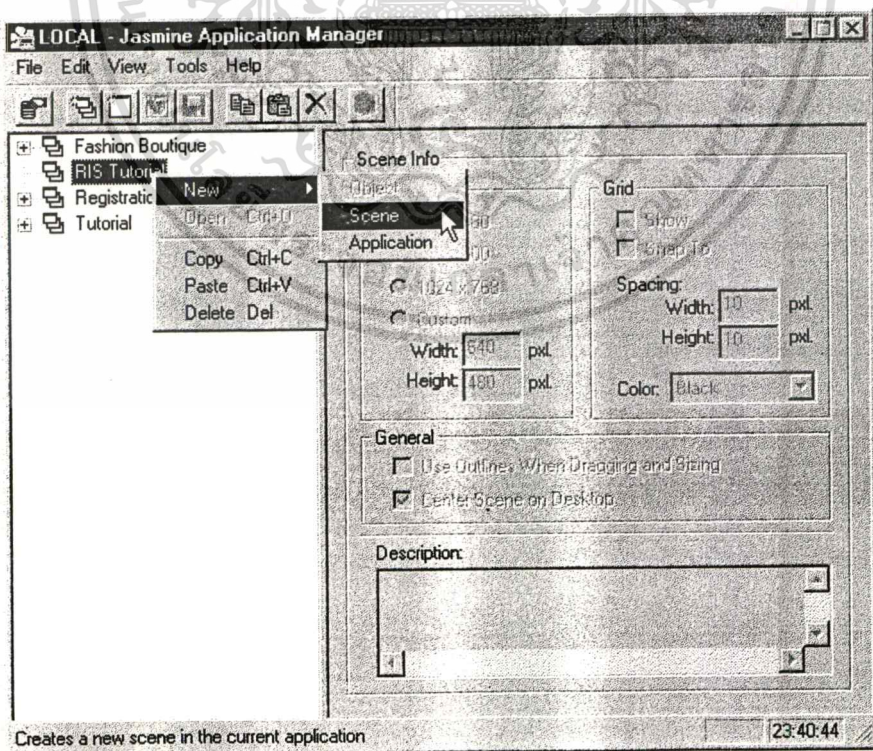 LOCAL - Jasmine Application Manager
File Edit View Tools Help
Fashion Boutique
RIS Tutorial
Registratio
Tutorial
New
Open Ctrl+O
Copy Ctrl+C
Paste Ctrl+V
Delete Del
Object
Scene
Application
Scene Info
1024 x 768
Custom
Width: 640 pxl.
Height: 480 pxl.
Grid
Show
Snap To
Spacing:
Width: 10 pxl.
Height: 10 pxl.
Color: Black
General
Use Outlines When Dragging and Sizing
Center Scene on Desktop
Description:
Creates a new scene in the current application
23:40:44